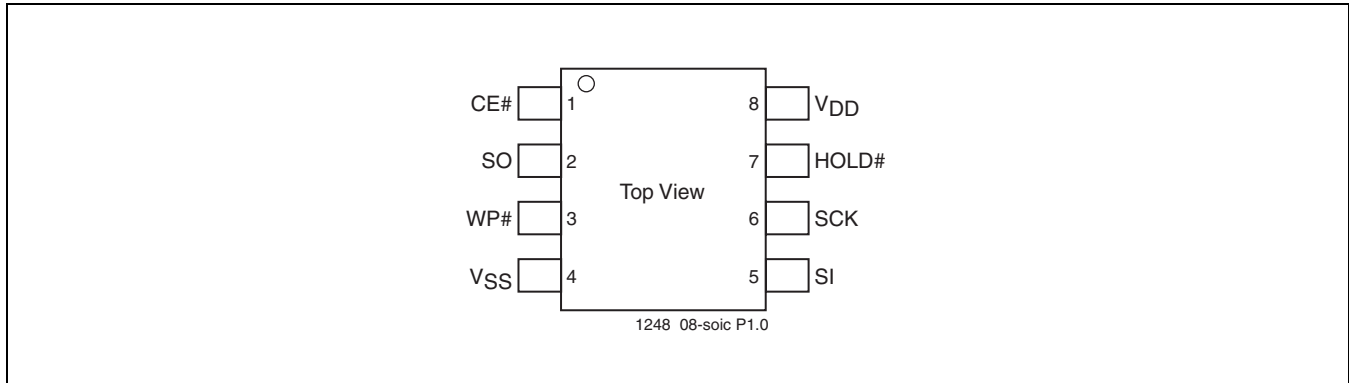 CE# 1 8 VDD
SO 2 7 HOLD#
Top View
WP# 3 6 SCK
VSS 4 5 SI
1248 08-soic P1.0